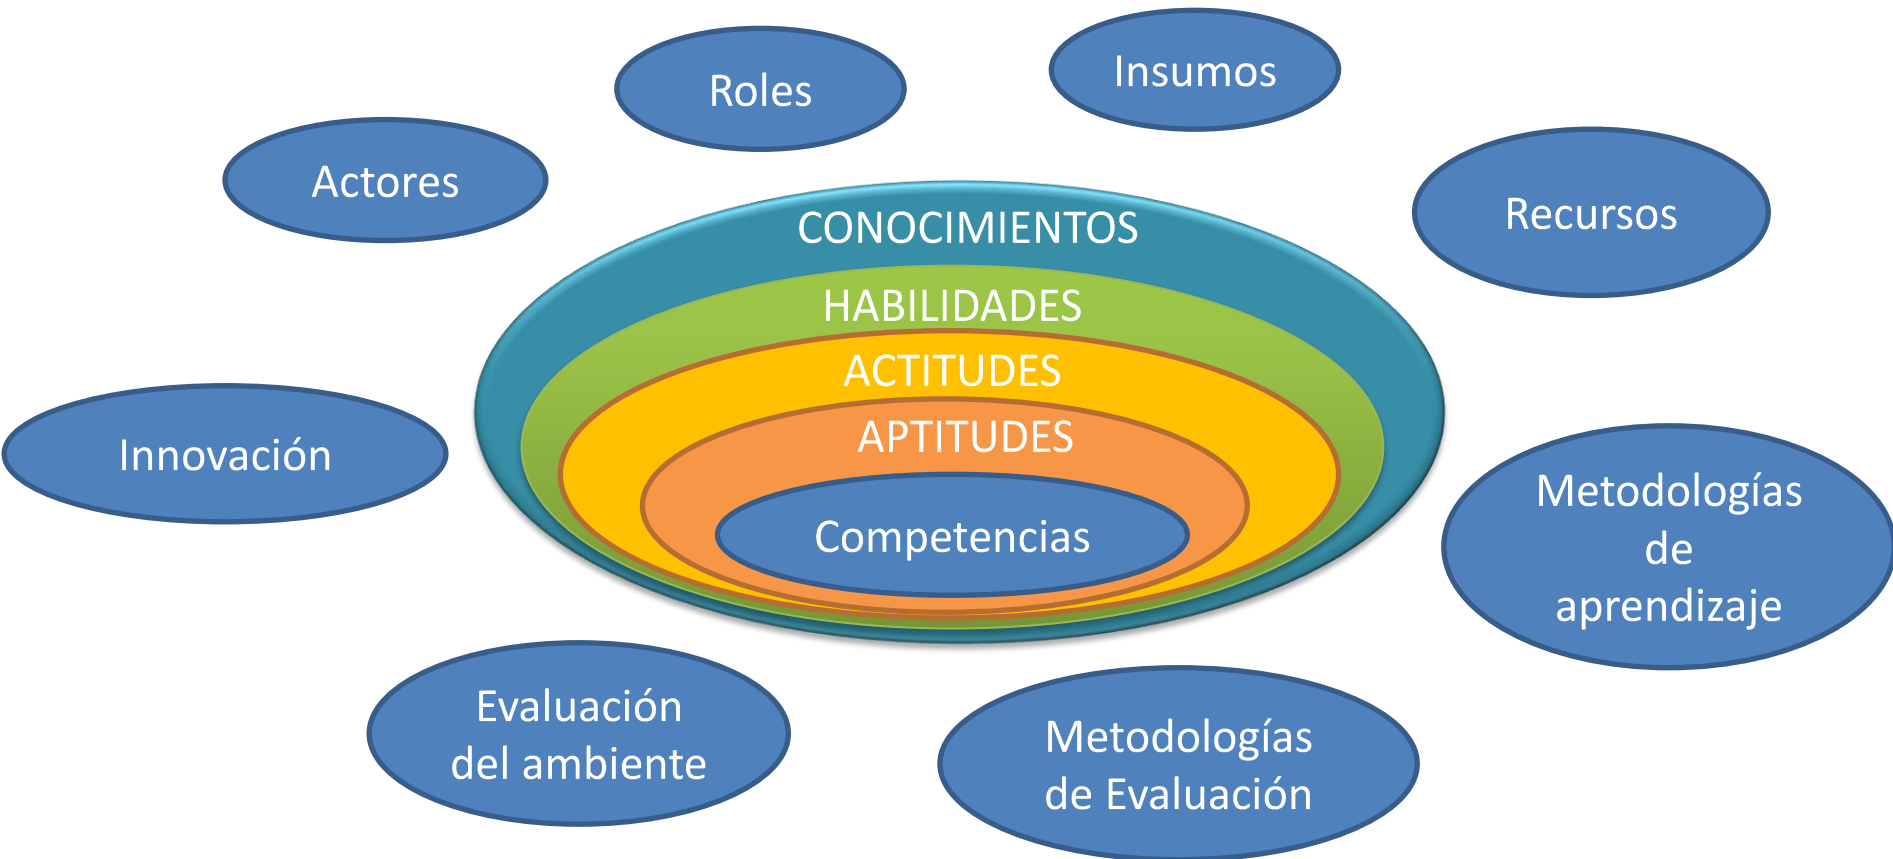 Insumos
Roles
Actores
Recursos
CONOCIMIENTOS
HABILIDADES
ACTITUDES
APTITUDES
Competencias
Innovación
Metodologías
de
aprendizaje
Evaluación
del ambiente
Metodologías
de Evaluación